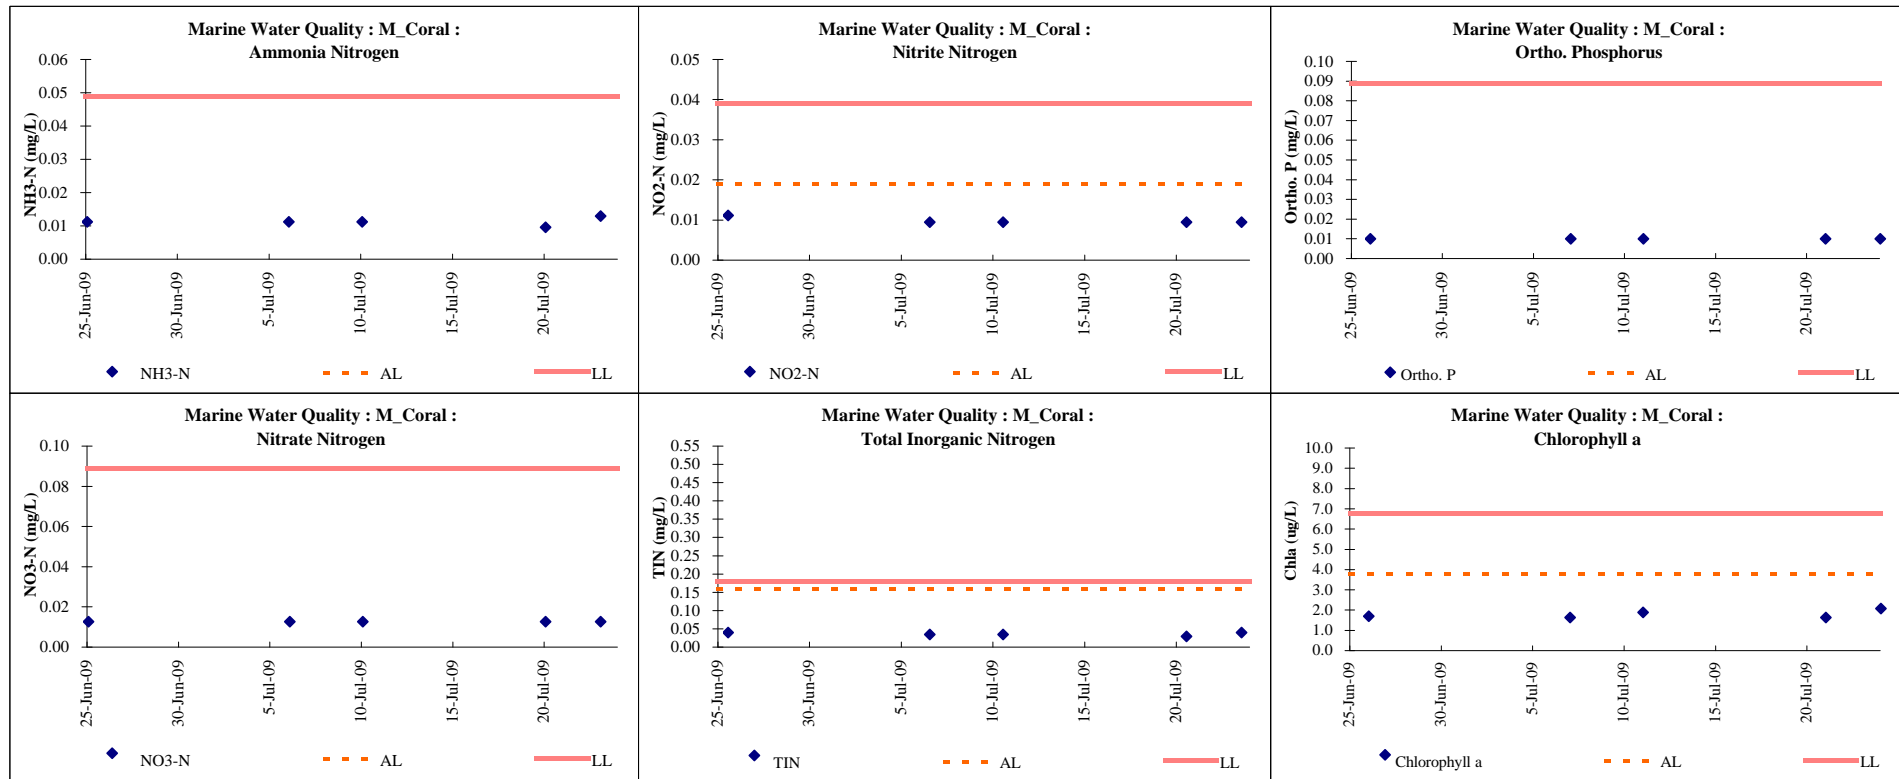 Marine Water Quality : M_Coral :
Ammonia Nitrogen
NH3-N (mg/L)
0.06
0.05
0.04
0.03
0.02
0.01
0.00
25-Jun-09
30-Jun-09
5-Jul-09
10-Jul-09
15-Jul-09
20-Jul-09
NH3-N AL LL
Marine Water Quality : M_Coral :
Nitrite Nitrogen
NO2-N (mg/L)
0.05
0.04
0.03
0.02
0.01
0.00
25-Jun-09
30-Jun-09
5-Jul-09
10-Jul-09
15-Jul-09
20-Jul-09
NO2-N AL LL
Marine Water Quality : M_Coral :
Ortho. Phosphorus
Ortho. P (mg/L)
0.10
0.09
0.08
0.07
0.06
0.05
0.04
0.03
0.02
0.01
0.00
25-Jun-09
30-Jun-09
5-Jul-09
10-Jul-09
15-Jul-09
20-Jul-09
Ortho. P AL LL
Marine Water Quality : M_Coral :
Nitrate Nitrogen
NO3-N (mg/L)
0.10
0.08
0.06
0.04
0.02
0.00
25-Jun-09
30-Jun-09
5-Jul-09
10-Jul-09
15-Jul-09
20-Jul-09
NO3-N AL LL
Marine Water Quality : M_Coral :
Total Inorganic Nitrogen
TIN (mg/L)
0.55
0.50
0.45
0.40
0.35
0.30
0.25
0.20
0.15
0.10
0.05
0.00
25-Jun-09
30-Jun-09
5-Jul-09
10-Jul-09
15-Jul-09
20-Jul-09
TIN AL LL
Marine Water Quality : M_Coral :
Chlorophyll a
Chla (ug/L)
10.0
9.0
8.0
7.0
6.0
5.0
4.0
3.0
2.0
1.0
0.0
25-Jun-09
30-Jun-09
5-Jul-09
10-Jul-09
15-Jul-09
20-Jul-09
Chlorophyll a AL LL